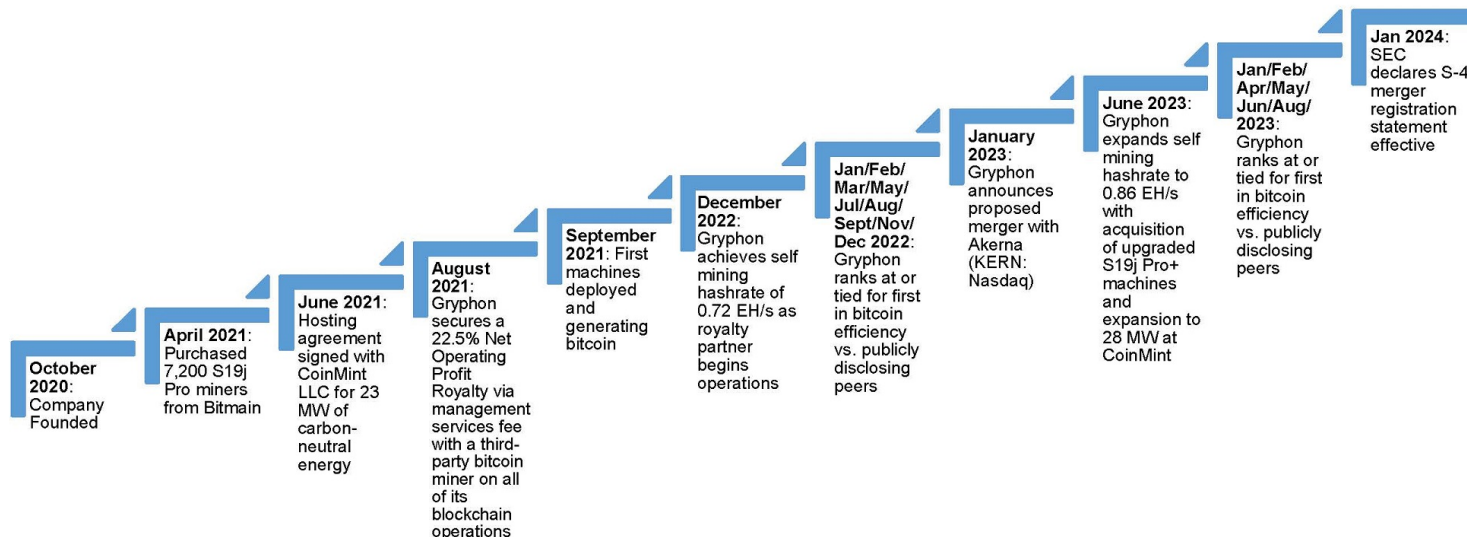 October
2020:
Company
Founded
April 2021:
Purchased
7,200 S19j
Pro miners
from Bitmain
June 2021:
Hosting
agreement
signed with
CoinMint
LLC for 23
MW of
carbon-
neutral
energy
August
2021:
Gryphon
secures a
22.5% Net
Operating
Profit
Royalty via
management
services fee
with a third-
party bitcoin
miner on all
of its
blockchain
operations
September
2021: First
machines
deployed
and
generating
bitcoin
December
2022:
Gryphon
achieves self
mining
hashrate of
0.72 EH/s as
royalty
partner
begins
operations
Jan/Feb/
Mar/May/
Jul/Aug/
Sept/Nov/
Dec 2022:
Gryphon
ranks at or
tied for first
in bitcoin
efficiency
vs. publicly
disclosing
peers
January
2023:
Gryphon
announces
proposed
merger with
Akerna
(KERN:
Nasdaq)
June 2023:
Gryphon
expands self
mining
hashrate to
0.86 EH/s
with
acquisition
of upgraded
S19j Pro+
machines
and
expansion to
28 MW at
CoinMint
Jan/Feb/
Apr/May/
Jun/Aug/
2023:
Gryphon
ranks at or
tied for first
in bitcoin
efficiency
vs. publicly
disclosing
peers
Jan 2024:
SEC
declares S-4
merger
registration
statement
effective